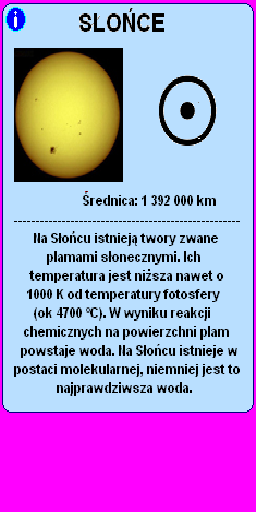 i
SŁOŃCE
Średnica: 1 392 000 km
Na Słońcu istnieją twory zwane
plamami słonecznymi. Ich
temperatura jest niższa nawet o
1000 K od temperatury fotosfery
(ok 4700 °C). W wyniku reakcji
chemicznych na powierzchni plam
powstaje woda. Na Słońcu istnieje w
postaci molekularnej, niemniej jest to
najprawdziwsza woda.